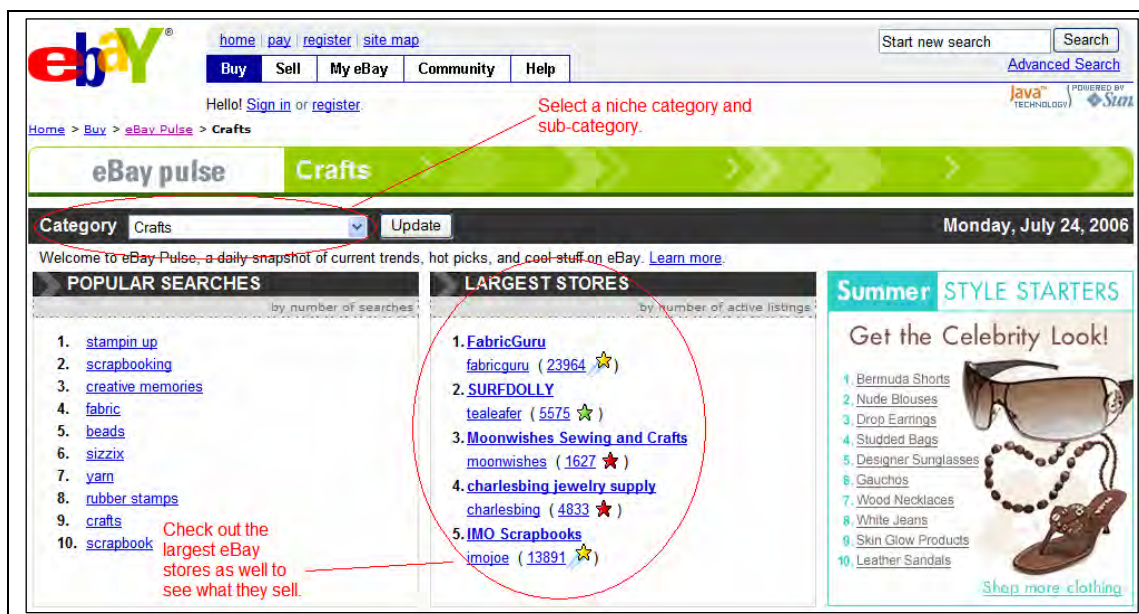 ebaY®
home | pay | register | site map
Buy Sell My eBay Community Help
Start new search Search
Advanced Search
Hello! Sign in or register.
Java™ TECHNOLOGY POWERED BY Sun
Select a niche category and
sub-category.
Home > Buy > eBay Pulse > Crafts
eBay pulse Crafts
Category Crafts Update Monday, July 24, 2006
Welcome to eBay Pulse, a daily snapshot of current trends, hot picks, and cool stuff on eBay. Learn more.
POPULAR SEARCHES
by number of searches
1. stampin up
2. scrapbooking
3. creative memories
4. fabric
5. beads
6. sizzix
7. yarn
8. rubber stamps
9. crafts
10. scrapbook
Check out the
largest eBay
stores as well to
see what they sell.
LARGEST STORES
by number of active listings
1. FabricGuru
fabricguru ( 23964 )
2. SURFDOLLY
tealeafer ( 5575 )
3. Moonwishes Sewing and Crafts
moonwishes ( 1627 )
4. charlesbing jewelry supply
charlesbing ( 4833 )
5. IMO Scrapbooks
imojoe ( 13891 )
Summer STYLE STARTERS
Get the Celebrity Look!
1. Bermuda Shorts
2. Nude Blouses
3. Drop Earrings
4. Studded Bags
5. Designer Sunglasses
6. Gauchos
7. Wood Necklaces
8. White Jeans
9. Skin Glow Products
10. Leather Sandals
Shop more clothing